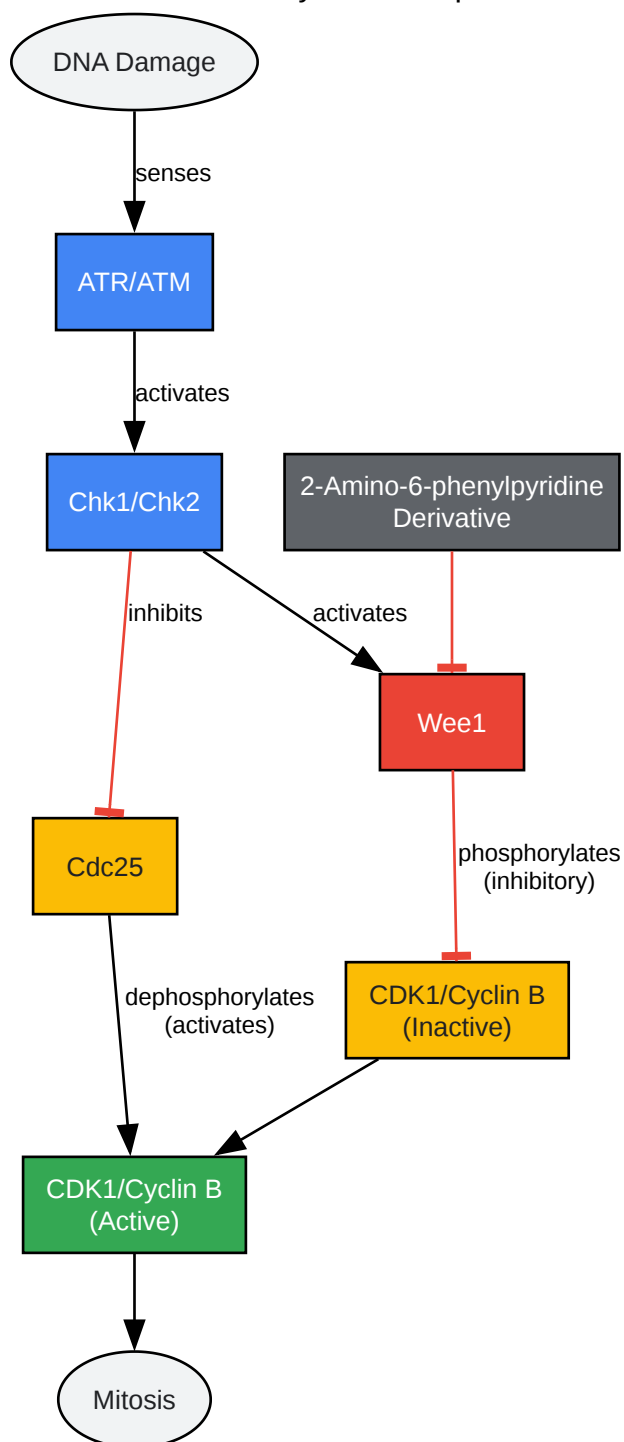 DNA Damage
senses
ATR/ATM
activates
Chk1/Chk2
2-Amino-6-phenylpyridine
Derivative
inhibits
activates
Wee1
Cdc25
phosphorylates
(inhibitory)
dephosphorylates
(activates)
CDK1/Cyclin B
(Inactive)
CDK1/Cyclin B
(Active)
Mitosis